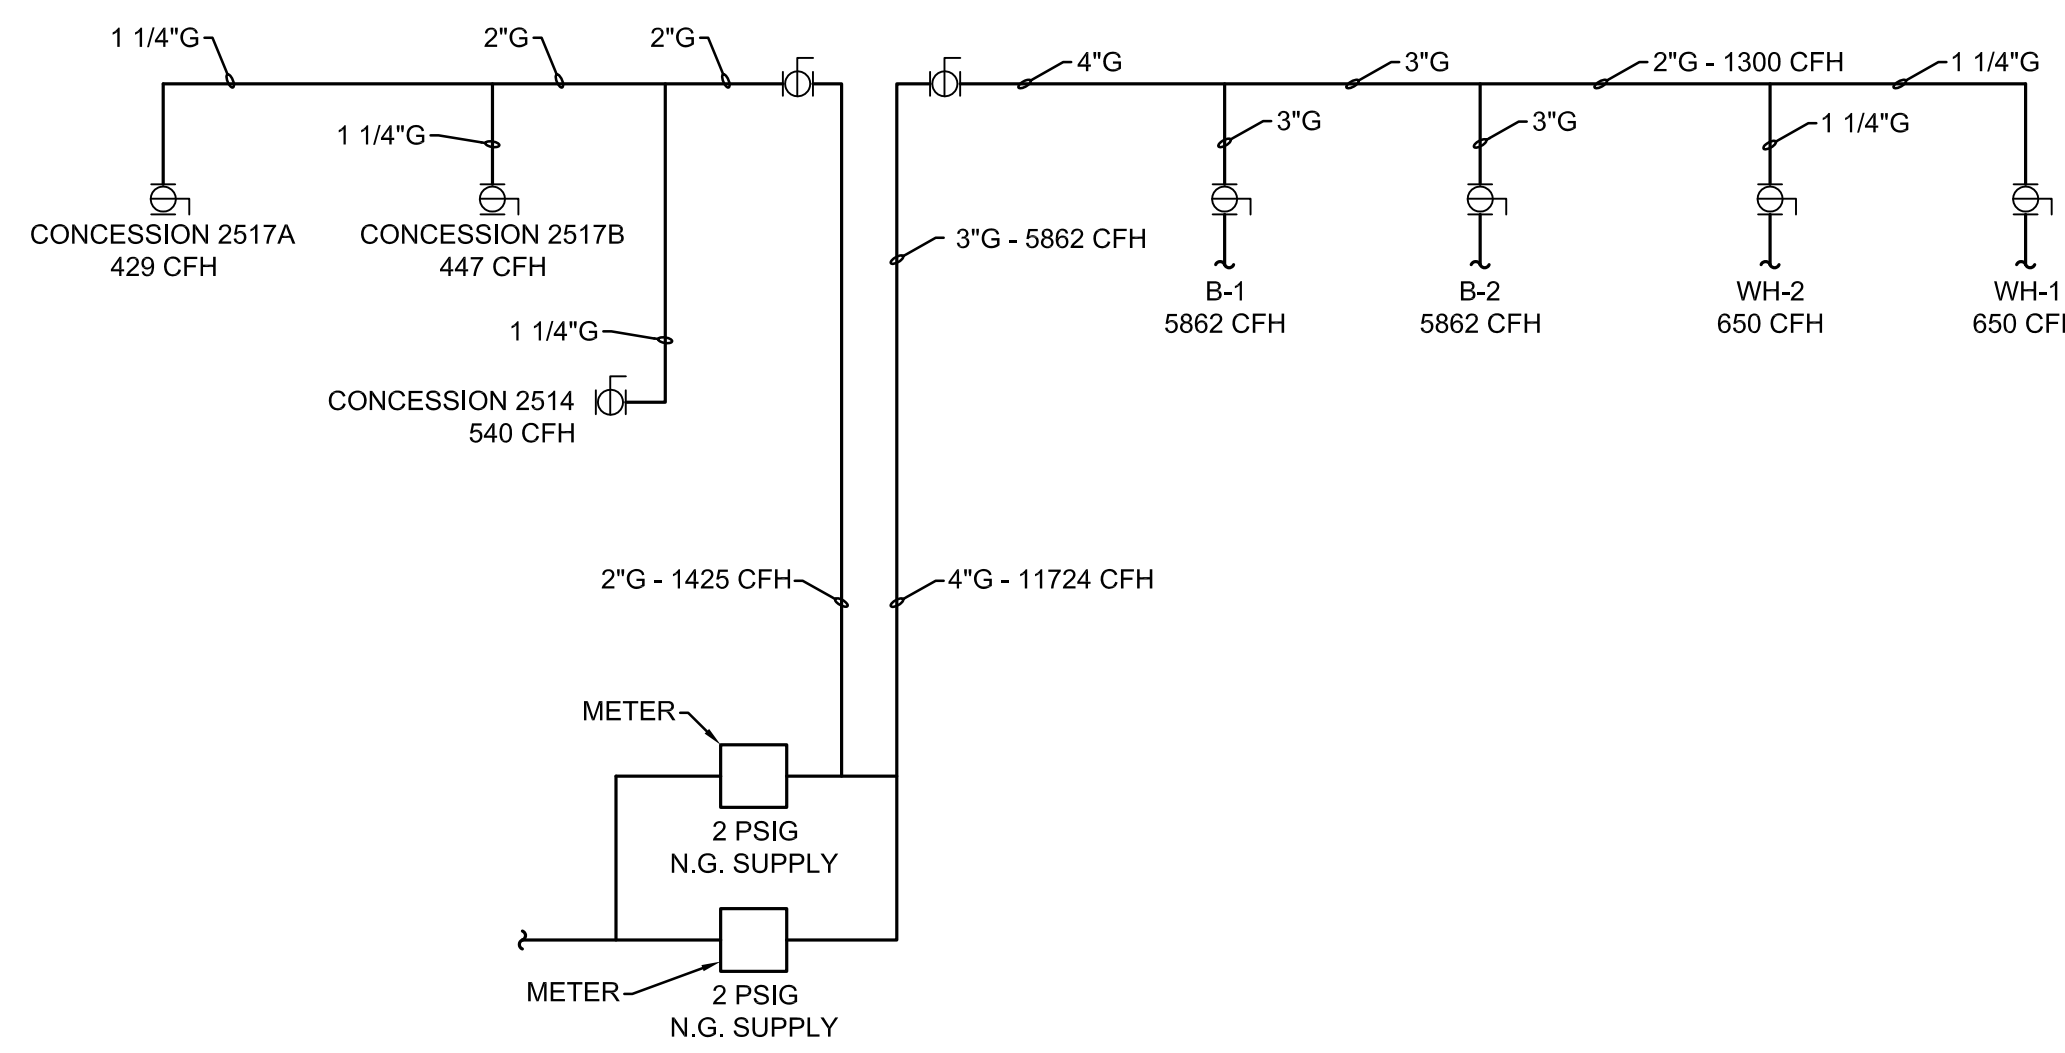 1 1/4"G
2"G
2"G
4"G
3"G
2"G - 1300 CFH
1 1/4"G
1 1/4"G
3"G
3"G
1 1/4"G
CONCESSION 2517A
429 CFH
CONCESSION 2517B
447 CFH
3"G - 5862 CFH
B-1
5862 CFH
B-2
5862 CFH
WH-2
650 CFH
WH-1
650 CFH
1 1/4"G
CONCESSION 2514
540 CFH
2"G - 1425 CFH
4"G - 11724 CFH
METER
2 PSIG
N.G. SUPPLY
METER
2 PSIG
N.G. SUPPLY